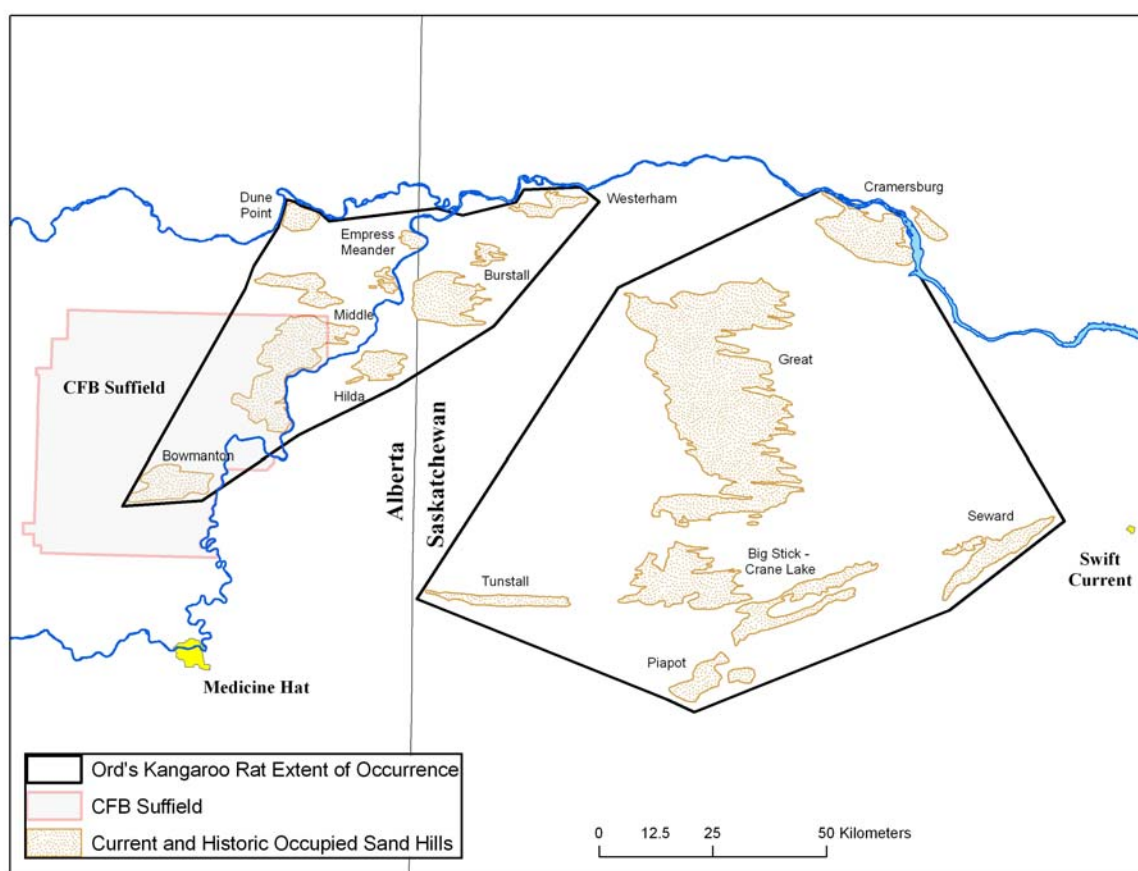 Dune
Point
Westerham
Cramersburg
Empress
Meander
Burstall
Middle
Great
CFB Suffield
Hilda
Bowmanton
Alberta
Saskatchewan
Seward
Big Stick -
Crane Lake
Swift
Current
Tunstall
Piapot
Medicine Hat
Ord's Kangaroo Rat Extent of Occurrence
CFB Suffield
Current and Historic Occupied Sand Hills
0 12.5 25 50 Kilometers